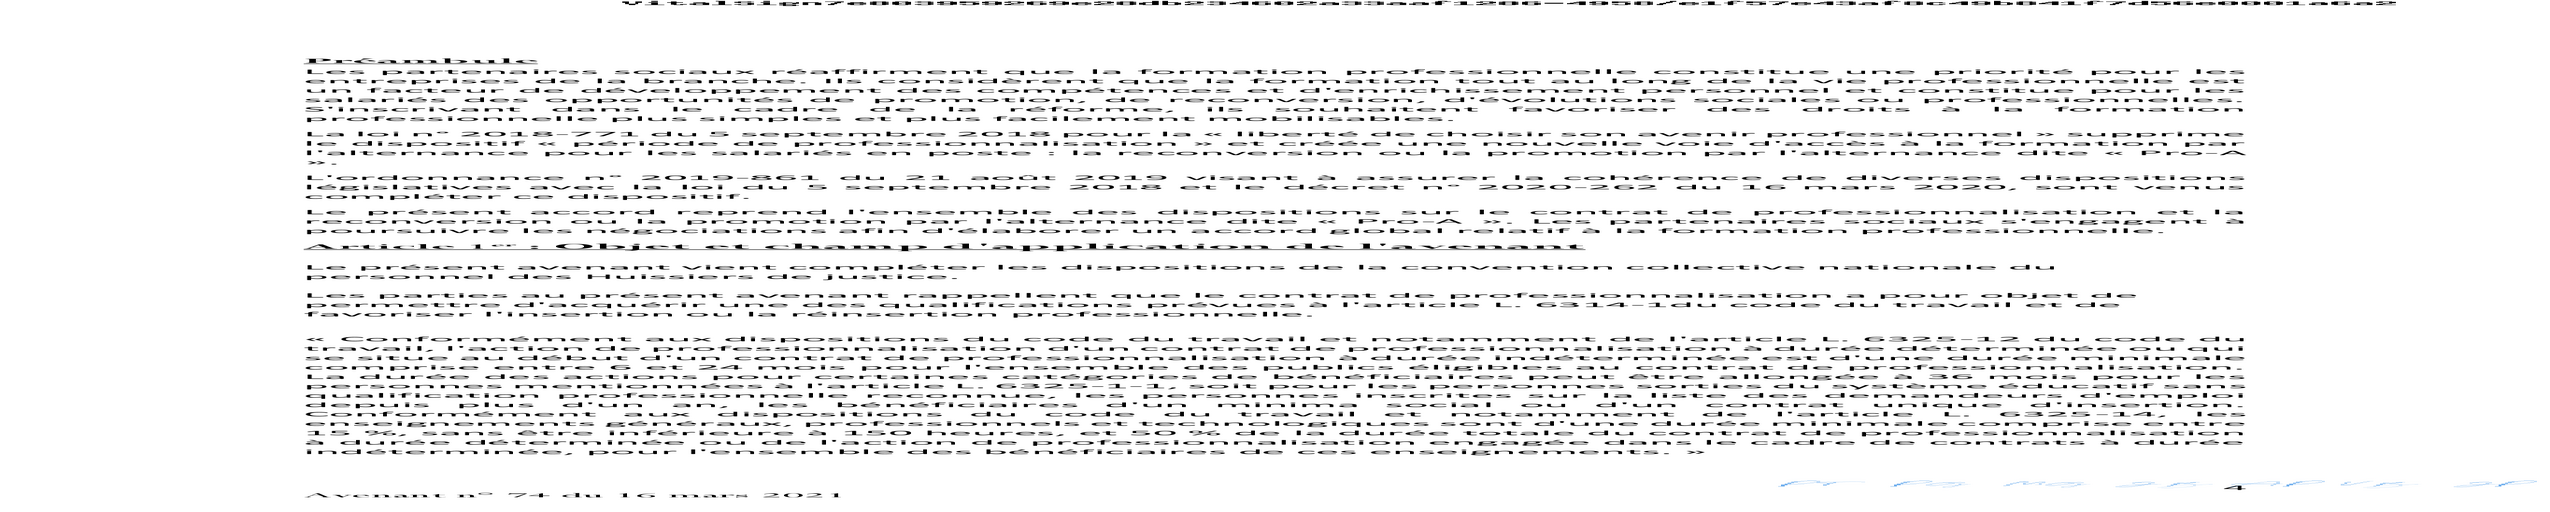 Préambule
Les partenaires sociaux réaffirment que la formation professionnelle constitue une priorité pour les
entreprises de la branche. Ils considèrent que la formation tout au long de la vie professionnelle est
un facteur de développement des compétences et d'enrichissement personnel et constitue pour les
salariés des opportunités de promotion, de reconversion, d'évolutions sociales ou professionnelles.
S'inscrivant dans le cadre de la réforme, ils souhaitent favoriser des droits à la formation
professionnelle plus simples et plus facilement mobilisables.
La loi n° 2018-771 du 5 septembre 2018 pour la « liberté de choisir son avenir professionnel » supprime
le dispositif « période de professionnalisation » et créée une nouvelle voie d'accès à la formation par
l'alternance pour les salariés en poste : la reconversion ou la promotion par l'alternance dite « Pro-A
».
L'ordonnance n° 2019-861 du 21 août 2019 visant à assurer la cohérence de diverses dispositions
législatives avec la loi du 5 septembre 2018 et le décret n° 2020-262 du 16 mars 2020, sont venus
compléter ce dispositif.
Le présent accord reprend l'ensemble des dispositions sur le contrat de professionnalisation et la
reconversion ou la promotion par l'alternance dite « Pro-A ». Les partenaires sociaux s'engagent à
poursuivre les négociations afin d'élaborer un accord global relatif à la formation professionnelle.
Article 1er : Objet et champ d'application de l'avenant
Le présent avenant vient compléter les dispositions de la convention collective nationale du
personnel des Huissiers de justice.
Les parties au présent avenant rappellent que le contrat de professionnalisation a pour objet de
permettre d'acquérir une des qualifications prévues à l'article L. 6314-1du code du travail et de
favoriser l'insertion ou la réinsertion professionnelle.
« Conformément aux dispositions du code du travail et notamment de l'article L. 6325-12 du code du
travail, l'action de professionnalisation d'un contrat de professionnalisation à durée déterminée ou qui
se situe au début d'un contrat de professionnalisation à durée indéterminée est d'une durée minimale
comprise entre 6 et 24 mois pour l'ensemble des publics éligibles au contrat de professionnalisation.
La durée des actions pour certaines catégories de bénéficiaires peut être allongée à 36 mois pour les
personnes mentionnées à l'article L. 6325-1-1, soit pour les personnes sorties du système éducatif sans
qualification professionnelle reconnue, les personnes inscrites sur la liste des demandeurs d'emploi
depuis plus d'un an, les bénéficiaires d'un minima social ou d'un contrat unique d'insertion.
Conformément aux dispositions du code du travail et notamment de l'article L. 6325-14, les
enseignements généraux, professionnels et technologiques sont d'une durée minimale comprise entre
15 %, sans être inférieure à 150 heures, et 50 % de la durée totale du contrat de professionnalisation
à durée déterminée ou de l'action de professionnalisation engagée dans le cadre de contrats à durée
indéterminée, pour l'ensemble des bénéficiaires de ces enseignements. »
Avenant n° 74 du 16 mars 2021
4